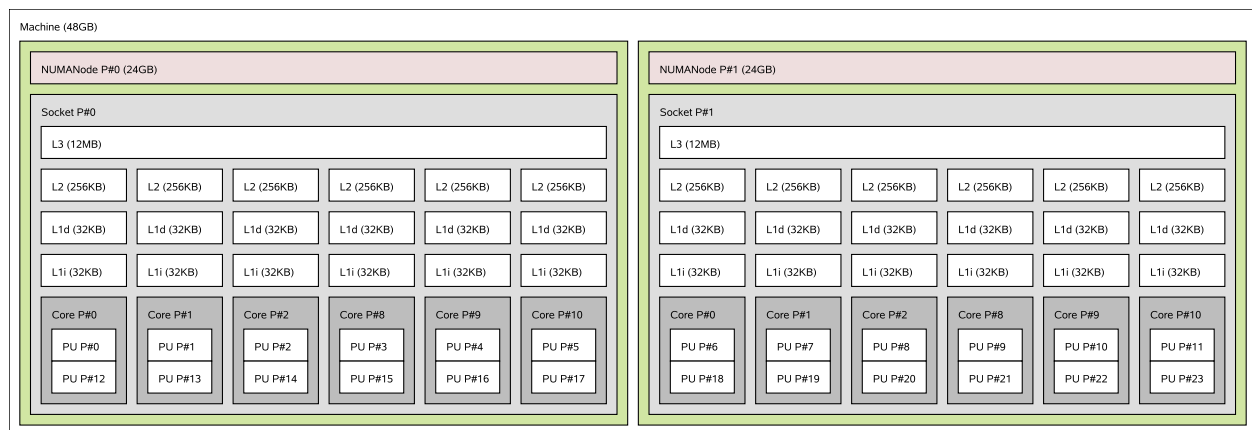 Machine (48GB)
NUMANode P#0 (24GB)
Socket P#0
L3 (12MB)
L2 (256KB) L2 (256KB) L2 (256KB) L2 (256KB) L2 (256KB) L2 (256KB)
L1d (32KB) L1d (32KB) L1d (32KB) L1d (32KB) L1d (32KB) L1d (32KB)
L1i (32KB) L1i (32KB) L1i (32KB) L1i (32KB) L1i (32KB) L1i (32KB)
Core P#0 Core P#1 Core P#2 Core P#8 Core P#9 Core P#10
PU P#0 PU P#1 PU P#2 PU P#3 PU P#4 PU P#5
PU P#12 PU P#13 PU P#14 PU P#15 PU P#16 PU P#17
NUMANode P#1 (24GB)
Socket P#1
L3 (12MB)
L2 (256KB) L2 (256KB) L2 (256KB) L2 (256KB) L2 (256KB) L2 (256KB)
L1d (32KB) L1d (32KB) L1d (32KB) L1d (32KB) L1d (32KB) L1d (32KB)
L1i (32KB) L1i (32KB) L1i (32KB) L1i (32KB) L1i (32KB) L1i (32KB)
Core P#0 Core P#1 Core P#2 Core P#8 Core P#9 Core P#10
PU P#6 PU P#7 PU P#8 PU P#9 PU P#10 PU P#11
PU P#18 PU P#19 PU P#20 PU P#21 PU P#22 PU P#23